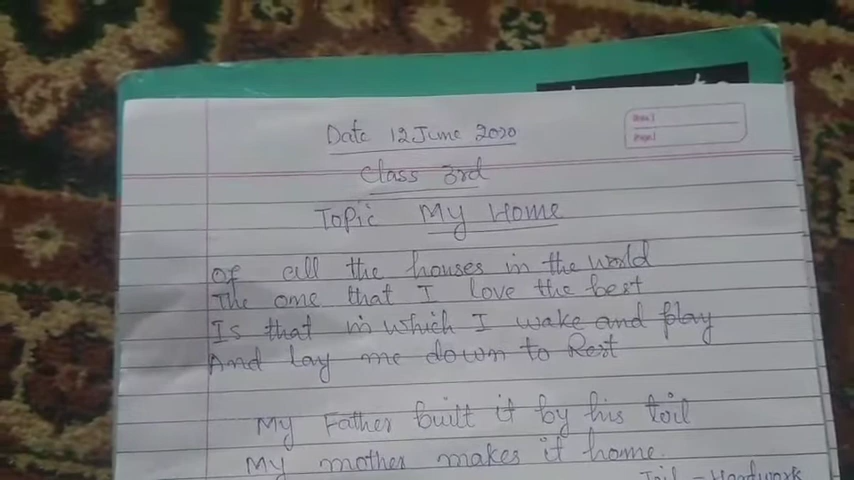 Date 12 June 2020
Class 3rd
Topic My Home
Of all the houses in the world
The one that I love the best
Is that in which I wake and play
And lay me down to Rest
My Father built it by his toil
My mother makes it home.
Toil = Hardwork